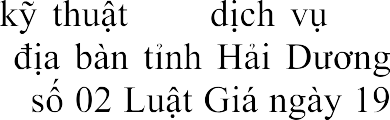 kỹ thuật dịch vụ
địa bàn tỉnh Hải Dương
số 02 Luật Giá ngày 19